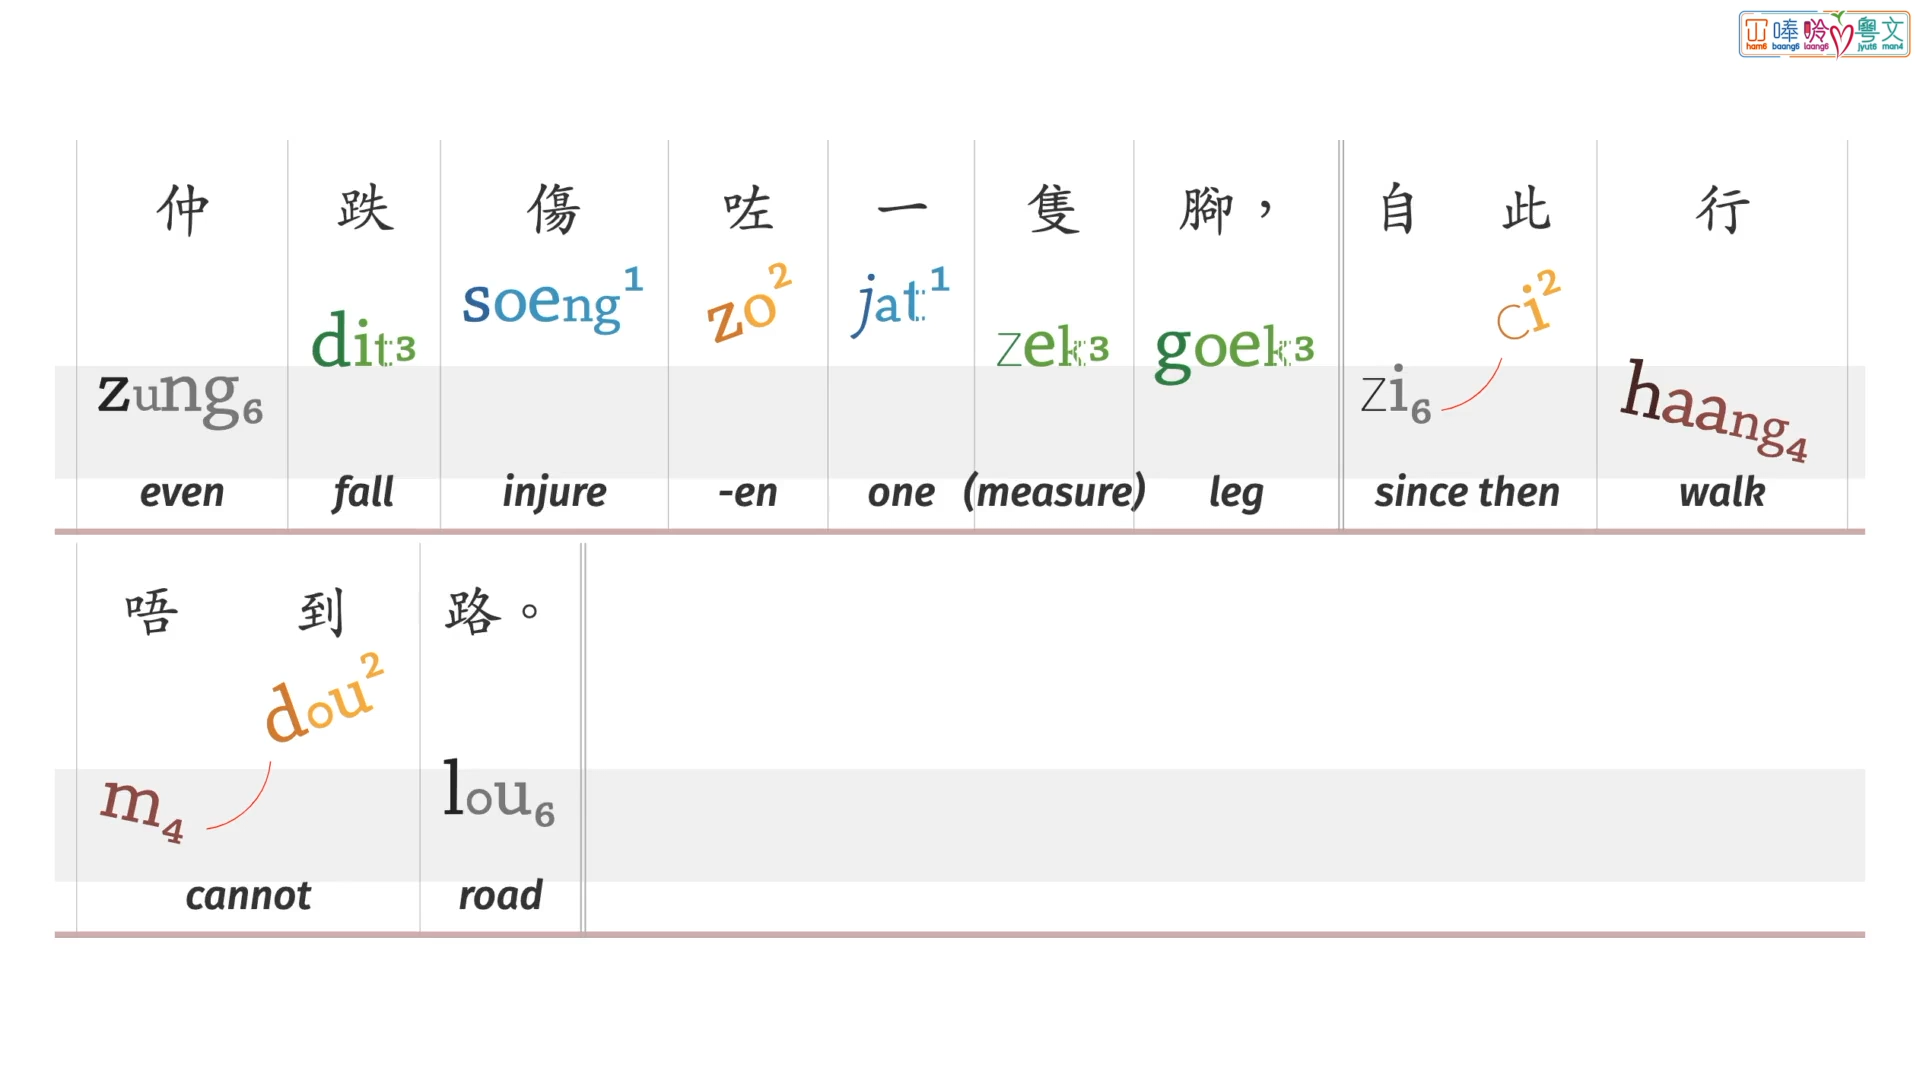 冚唪唥粵文
ham6 baang6 laang6 jyut6 man4
仲 跌 傷 咗 一 隻 腳， 自 此 行
zung6 dit3 soeng1 zo2 jat1 zek3 goek3 zi6 ci2 haang4
even fall injure -en one (measure) leg since then walk
唔 到 路。
m4 dou2 lou6
cannot road